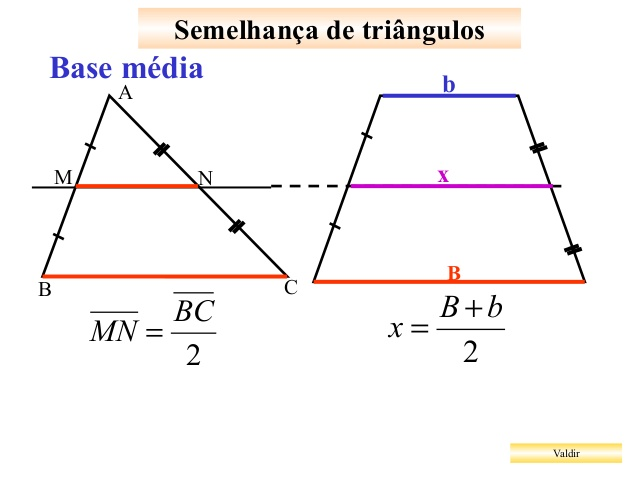 Semelhança de triângulos
Base média
A
M
N
B
C
MN = BC / 2
b
x
B
x = B + b / 2
Valdir